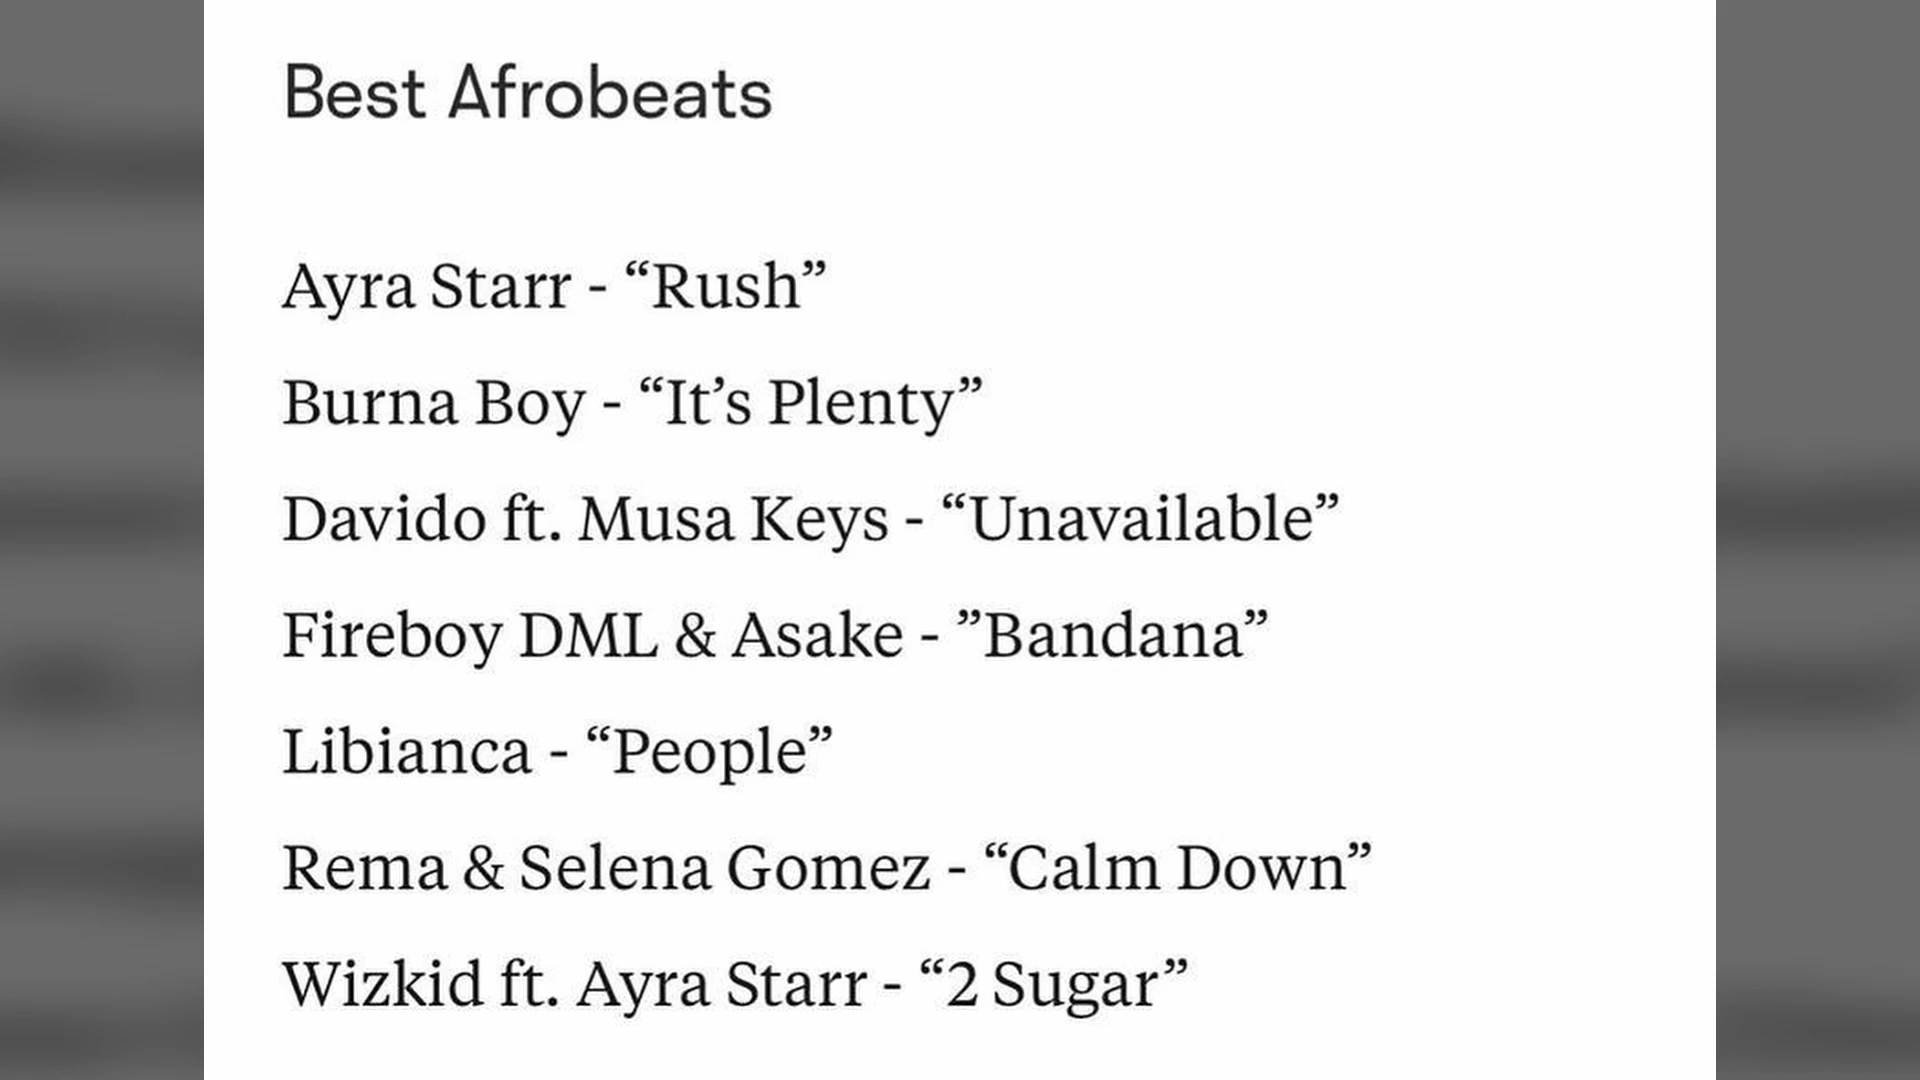 Best Afrobeats
Ayra Starr - “Rush”
Burna Boy - “It’s Plenty”
Davido ft. Musa Keys - “Unavailable”
Fireboy DML & Asake - ”Bandana”
Libianca - “People”
Rema & Selena Gomez - “Calm Down”
Wizkid ft. Ayra Starr - “2 Sugar”